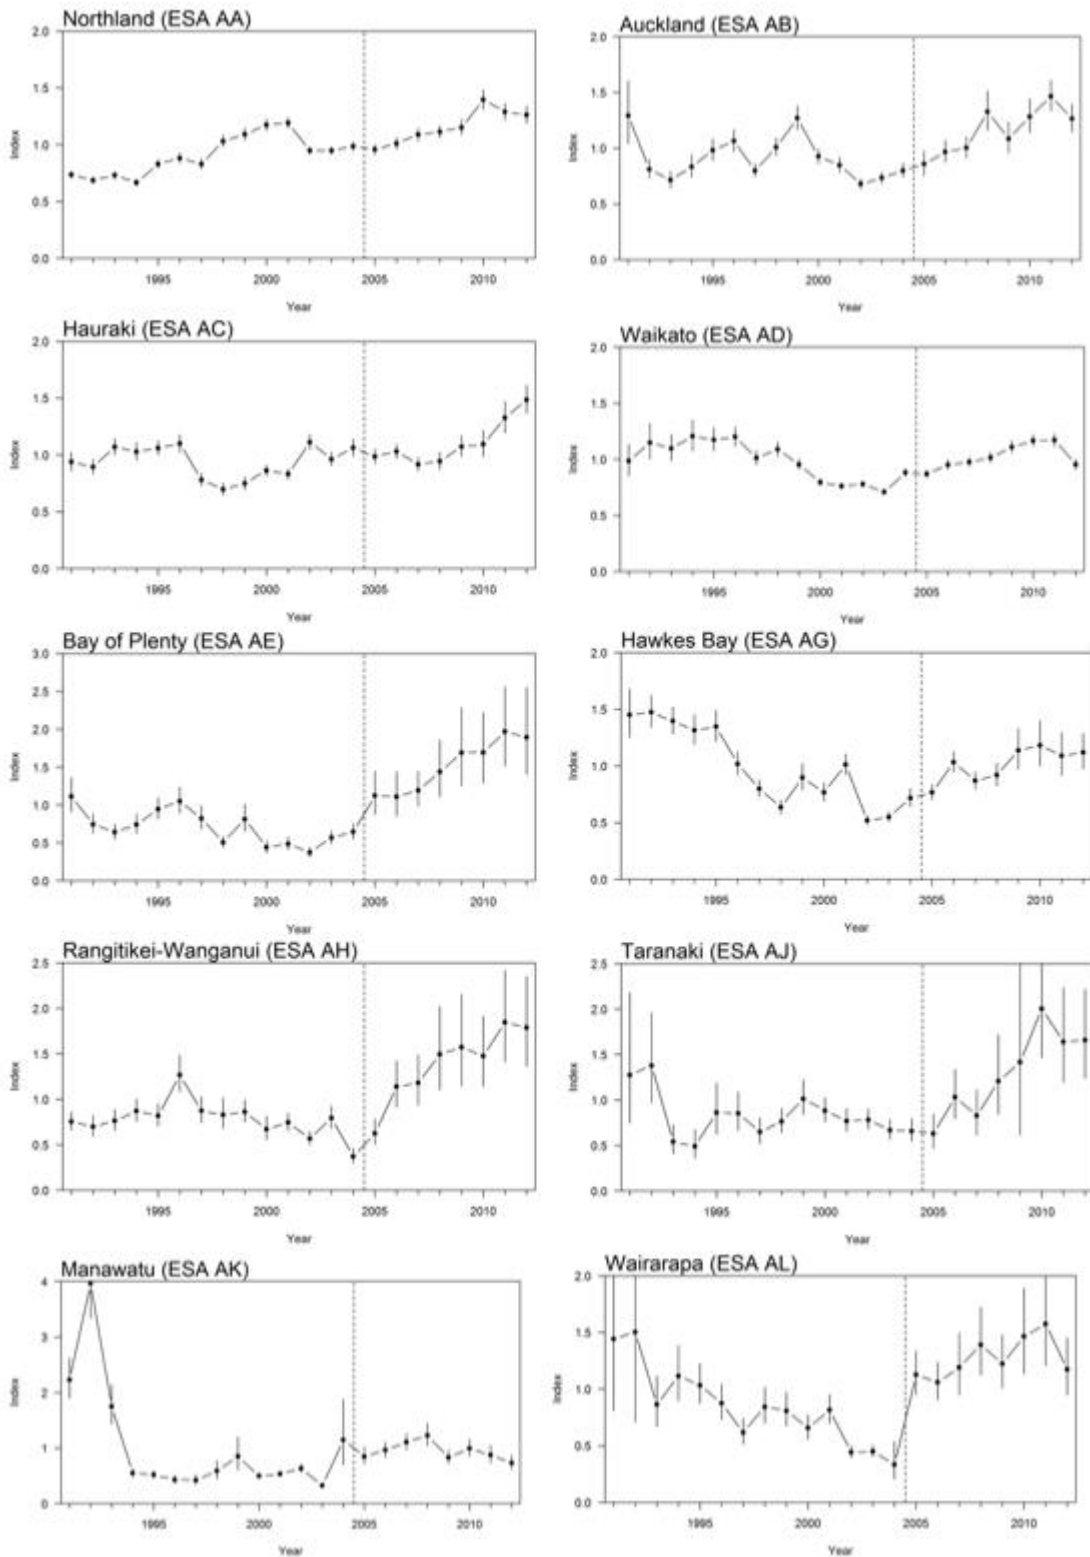 Northland (ESA AA)
2.0
1.5
1.0
0.5
0.0
Index
1995 2000 2005 2010
Year
Auckland (ESA AB)
2.0
1.5
1.0
0.5
0.0
Index
1995 2000 2005 2010
Year
Hauraki (ESA AC)
2.0
1.5
1.0
0.5
0.0
Index
1995 2000 2005 2010
Year
Waikato (ESA AD)
2.0
1.5
1.0
0.5
0.0
Index
1995 2000 2005 2010
Year
Bay of Plenty (ESA AE)
3.0
2.5
2.0
1.5
1.0
0.5
0.0
Index
1995 2000 2005 2010
Year
Hawkes Bay (ESA AG)
2.0
1.5
1.0
0.5
0.0
Index
1995 2000 2005 2010
Year
Rangitikei-Wanganui (ESA AH)
2.5
2.0
1.5
1.0
0.5
0.0
Index
1995 2000 2005 2010
Year
Taranaki (ESA AJ)
2.5
2.0
1.5
1.0
0.5
0.0
Index
1995 2000 2005 2010
Year
Manawatu (ESA AK)
4
3
2
1
0
Index
1995 2000 2005 2010
Year
Wairarapa (ESA AL)
2.0
1.5
1.0
0.5
0.0
Index
1995 2000 2005 2010
Year